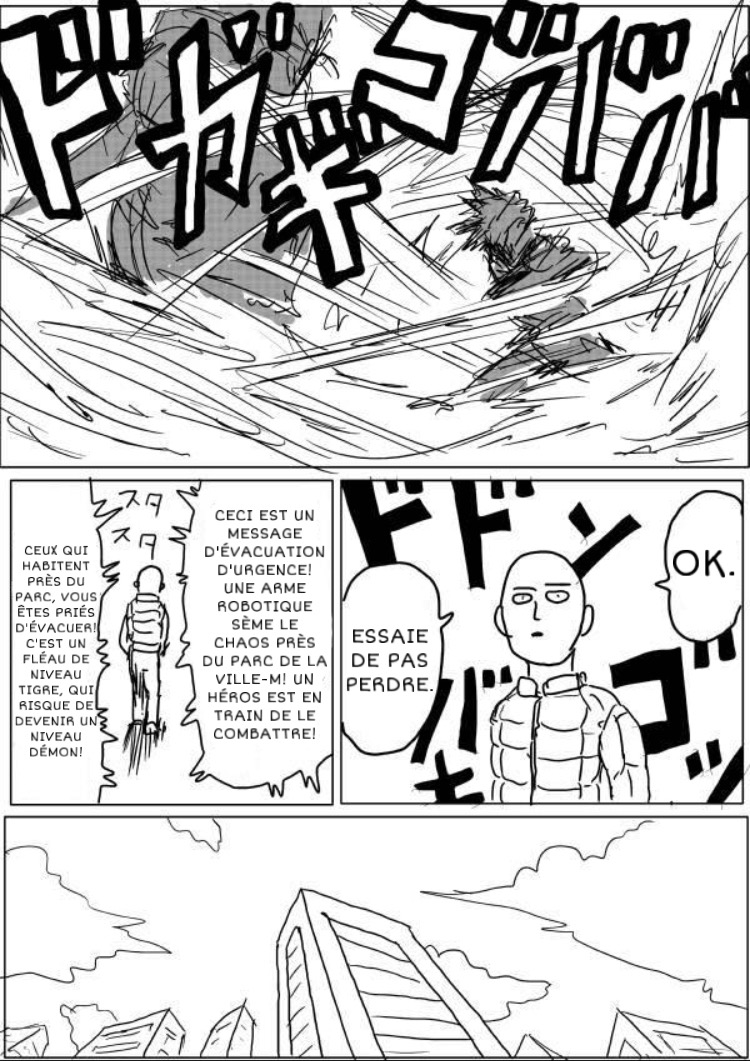 ドガギゴバババ
OK.
ドドン
ESSAIE
DE PAS
PERDRE.
ゴ
バ
CECI EST UN
MESSAGE
D'ÉVACUATION
D'URGENCE!
UNE ARME
ROBOTIQUE
SÈME LE
CHAOS PRÈS
DU PARC DE LA
VILLE-M! UN
HÉROS EST EN
TRAIN DE LE
COMBATTRE!
スタ
スタ
CEUX QUI
HABITENT
PRÈS DU
PARC, VOUS
ÊTES PRIÉS
D'ÉVACUER!
C'EST UN
FLÉAU DE
NIVEAU
TIGRE, QUI
RISQUE DE
DEVENIR UN
NIVEAU
DÉMON!